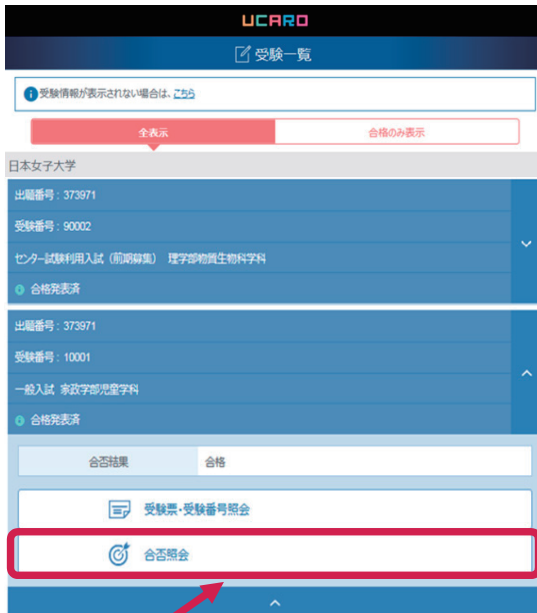 UCARO
受験一覧
受験情報が表示されない場合は、こちら
全表示 合格のみ表示
日本女子大学
出願番号：373971
受験番号：90002
センター試験利用入試（前期募集） 理学部物質生物科学科
合格発表済
出願番号：373971
受験番号：10001
一般入試 家政学部児童学科
合格発表済
合否結果 合格
受験票・受験番号照会
合否照会